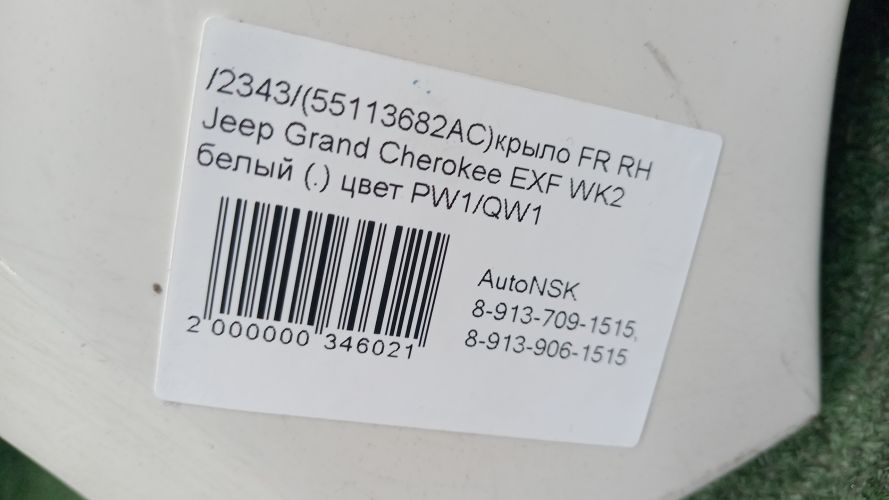 /2343/(55113682AC)крыло FR RH
Jeep Grand Cherokee EXF WK2
белый (.) цвет PW1/QW1
AutoNSK
8-913-709-1515,
8-913-906-1515
2 000000 346021